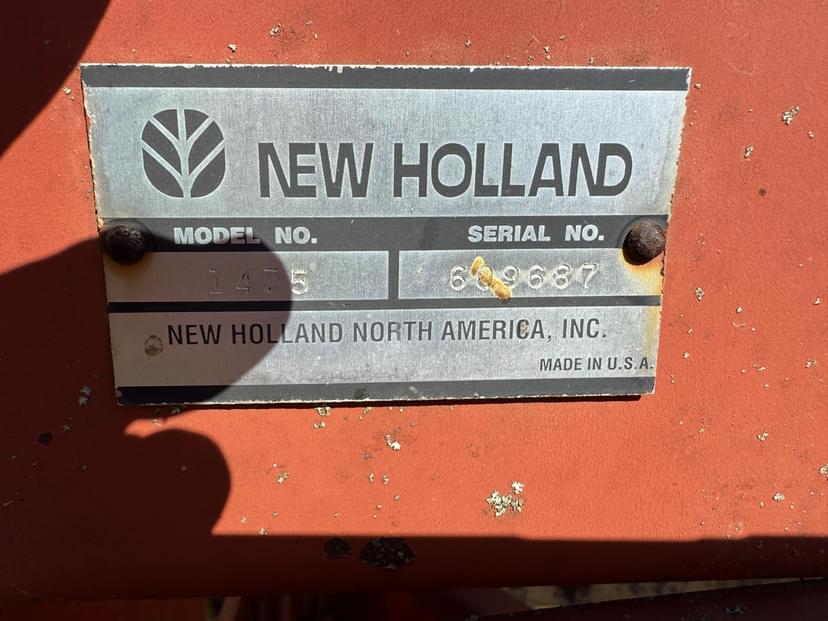 NEW HOLLAND
MODEL NO. SERIAL NO.
1475
NEW HOLLAND NORTH AMERICA, INC.
MADE IN U.S.A.